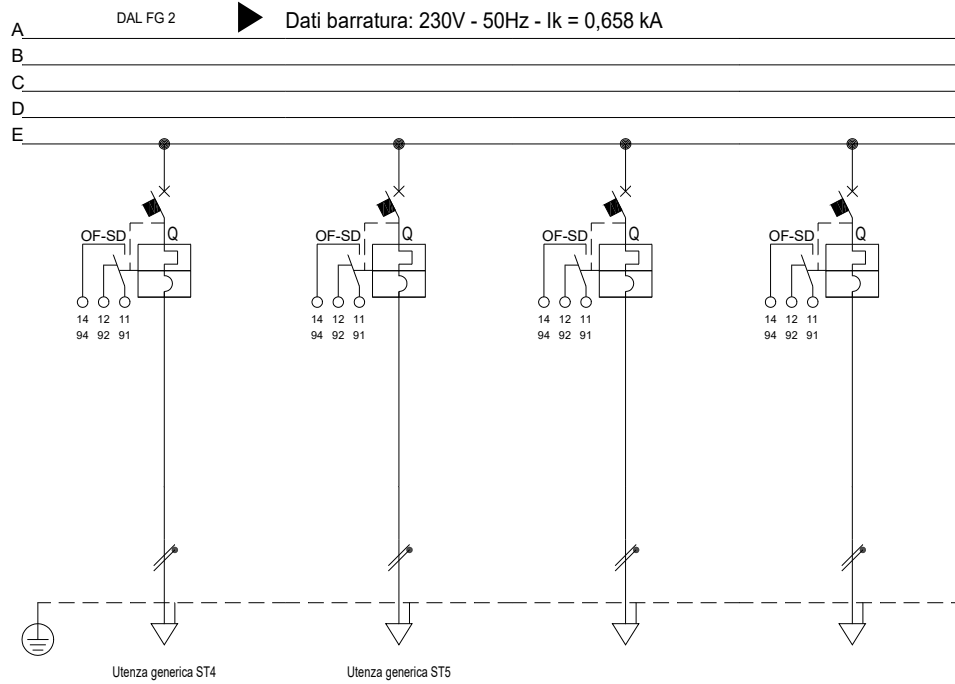 DAL FG 2
Dati barratura: 230V - 50Hz - Ik = 0,658 kA
A
B
C
D
E
OF-SD Q OF-SD Q OF-SD Q OF-SD Q
14 12 11 14 12 11 14 12 11 14 12 11
94 92 91 94 92 91 94 92 91 94 92 91
Utenza generica ST4 Utenza generica ST5